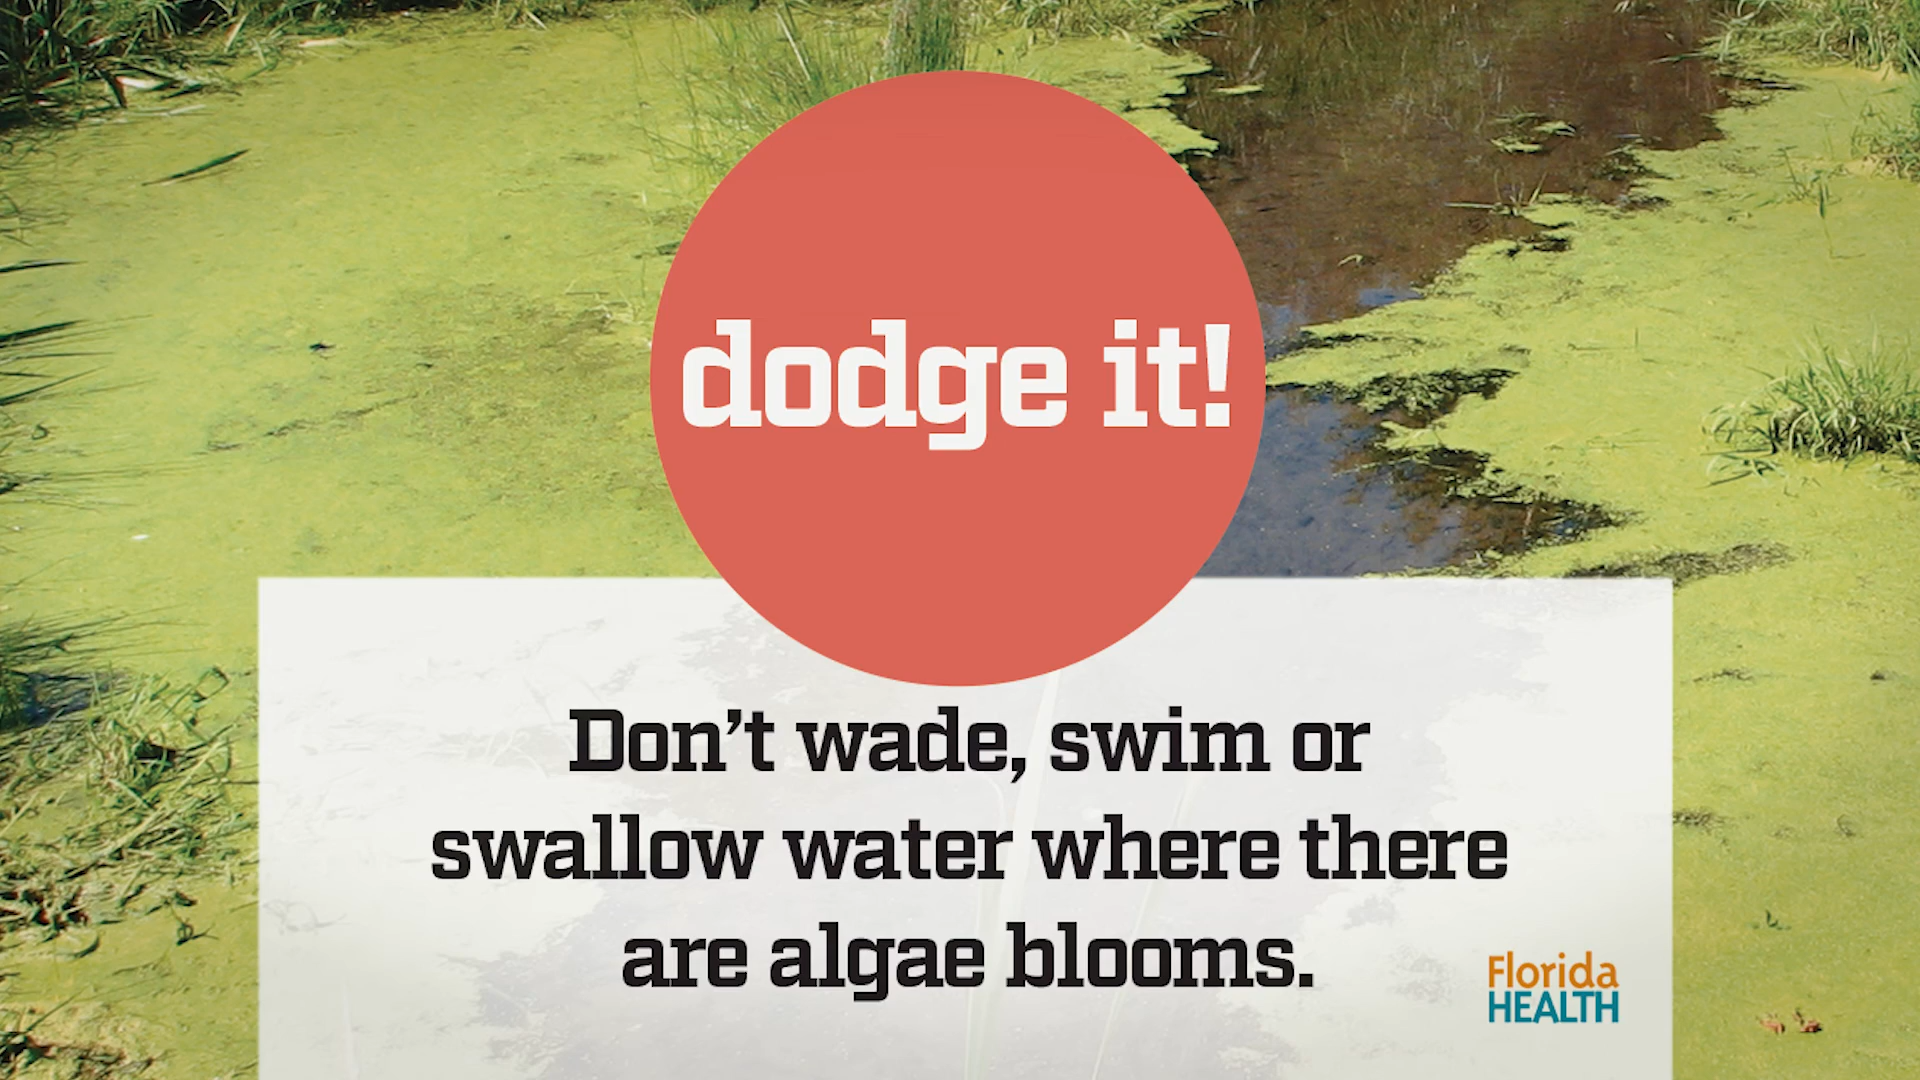 dodge it!
Don’t wade, swim or
swallow water where there
are algae blooms.
Florida
HEALTH